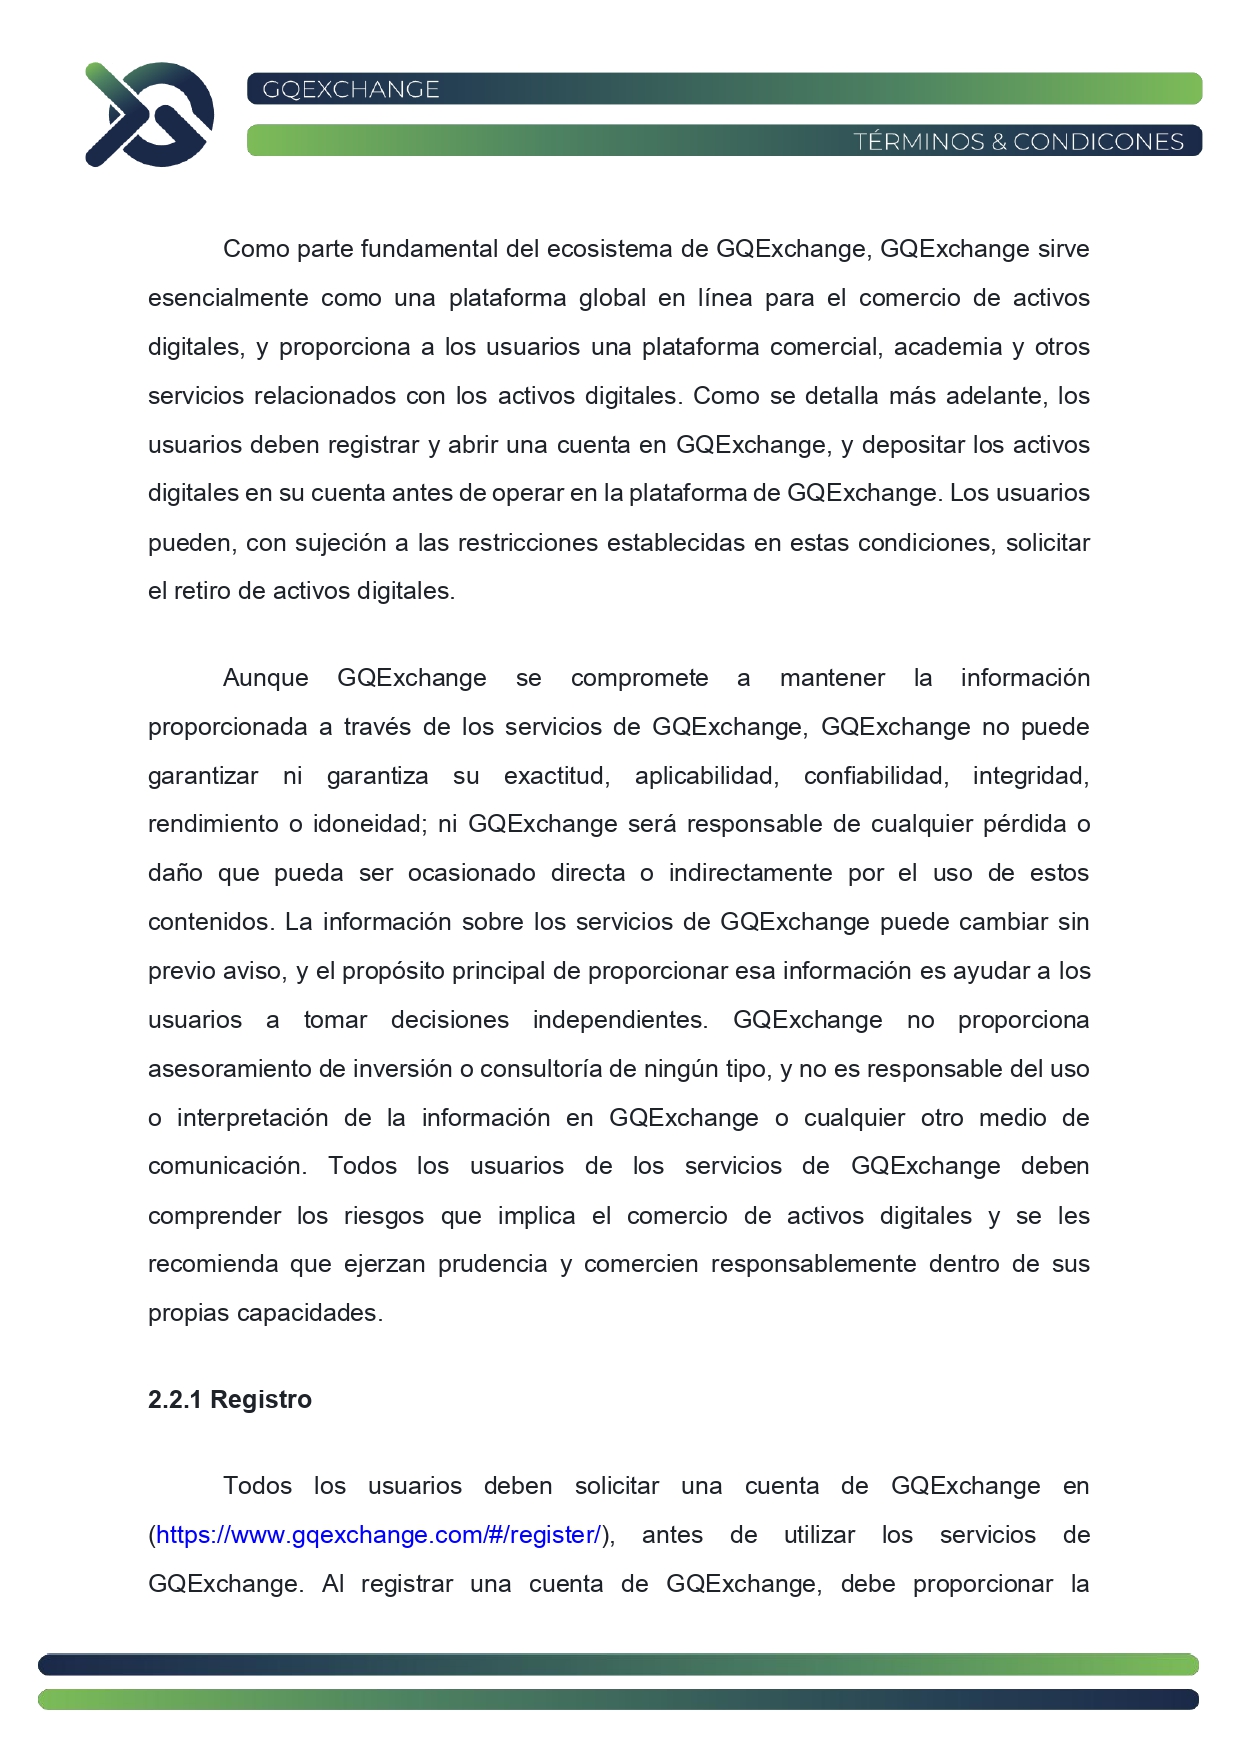 GQEXCHANGE
TÉRMINOS & CONDICONES
Como parte fundamental del ecosistema de GQExchange, GQExchange sirve
esencialmente como una plataforma global en línea para el comercio de activos
digitales, y proporciona a los usuarios una plataforma comercial, academia y otros
servicios relacionados con los activos digitales. Como se detalla más adelante, los
usuarios deben registrar y abrir una cuenta en GQExchange, y depositar los activos
digitales en su cuenta antes de operar en la plataforma de GQExchange. Los usuarios
pueden, con sujeción a las restricciones establecidas en estas condiciones, solicitar
el retiro de activos digitales.
Aunque GQExchange se compromete a mantener la información
proporcionada a través de los servicios de GQExchange, GQExchange no puede
garantizar ni garantiza su exactitud, aplicabilidad, confiabilidad, integridad,
rendimiento o idoneidad; ni GQExchange será responsable de cualquier pérdida o
daño que pueda ser ocasionado directa o indirectamente por el uso de estos
contenidos. La información sobre los servicios de GQExchange puede cambiar sin
previo aviso, y el propósito principal de proporcionar esa información es ayudar a los
usuarios a tomar decisiones independientes. GQExchange no proporciona
asesoramiento de inversión o consultoría de ningún tipo, y no es responsable del uso
o interpretación de la información en GQExchange o cualquier otro medio de
comunicación. Todos los usuarios de los servicios de GQExchange deben
comprender los riesgos que implica el comercio de activos digitales y se les
recomienda que ejerzan prudencia y comercien responsablemente dentro de sus
propias capacidades.
2.2.1 Registro
Todos los usuarios deben solicitar una cuenta de GQExchange en
(https://www.gqexchange.com/#/register/), antes de utilizar los servicios de
GQExchange. Al registrar una cuenta de GQExchange, debe proporcionar la